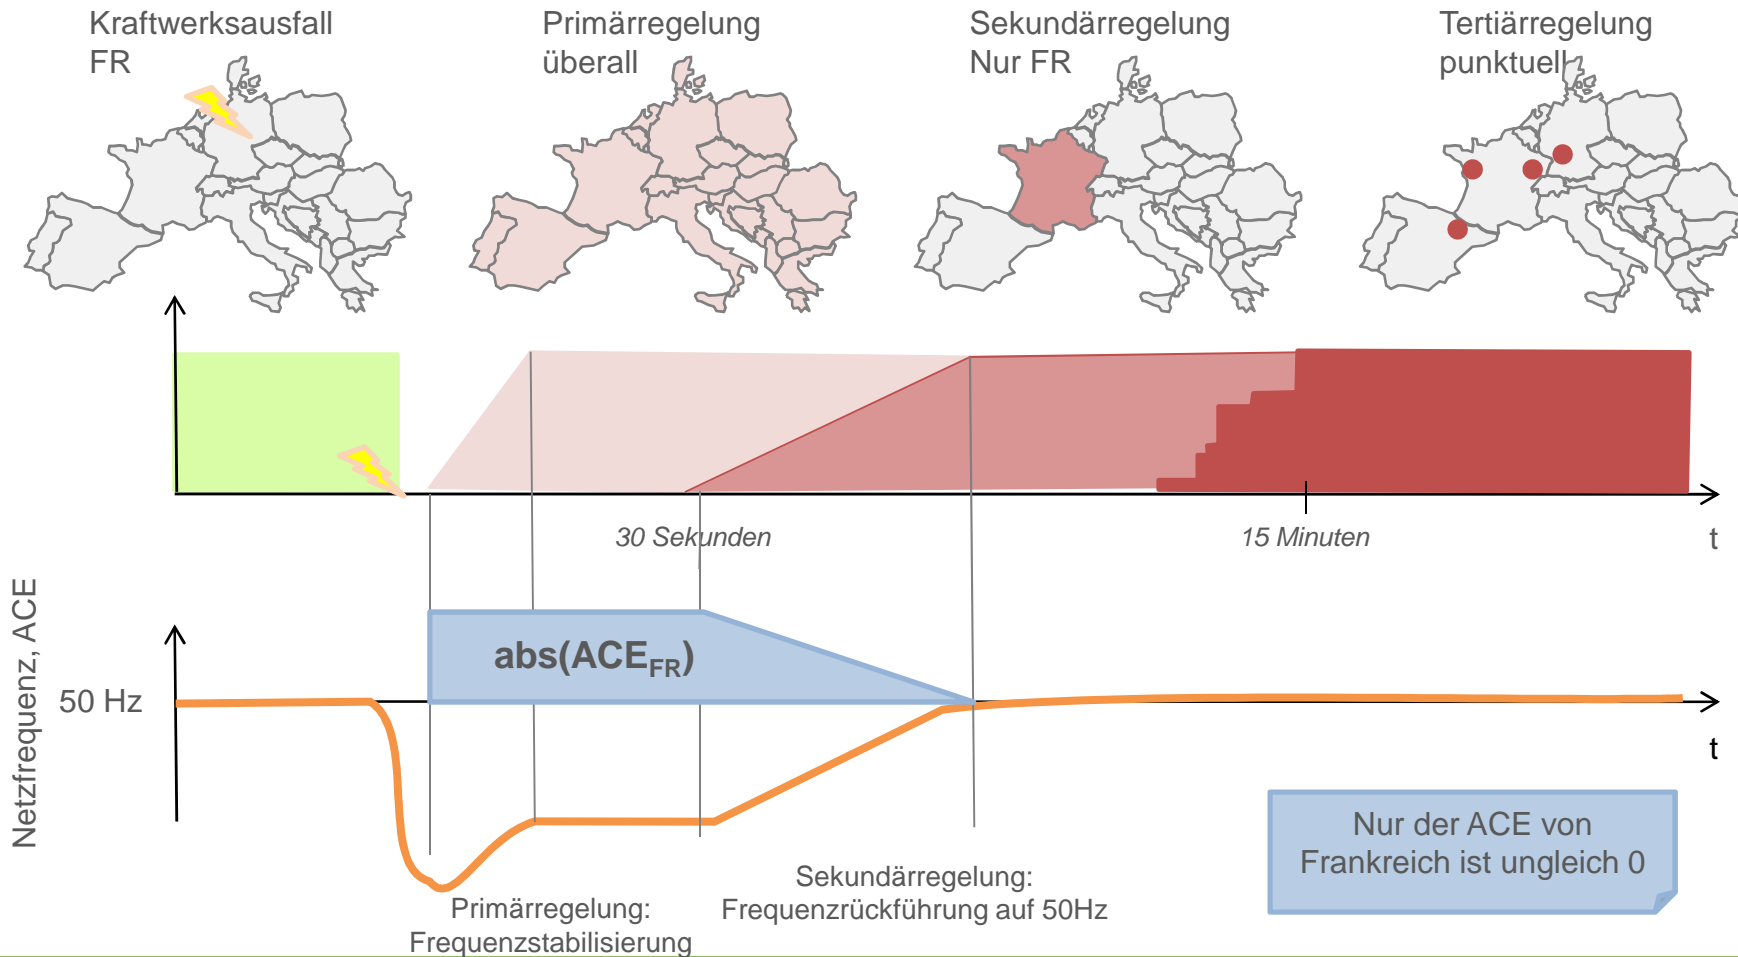 Kraftwerksausfall
FR
Primärregelung
überall
Sekundärregelung
Nur FR
Tertiärregelung
punktuell
30 Sekunden
15 Minuten
t
Netzfrequenz, ACE
abs(ACE_FR)
50 Hz
t
Nur der ACE von
Frankreich ist ungleich 0
Sekundärregelung:
Frequenzrückführung auf 50Hz
Primärregelung:
Frequenzstabilisierung